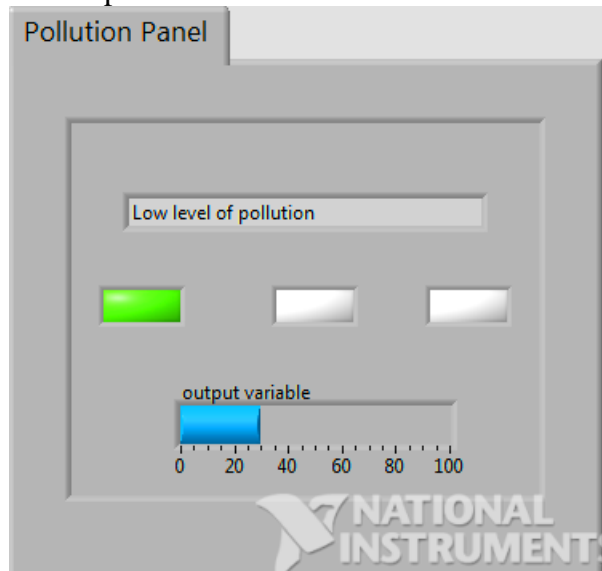 Pollution Panel
Low level of pollution
output variable
0 20 40 60 80 100
NATIONAL
INSTRUMENTS